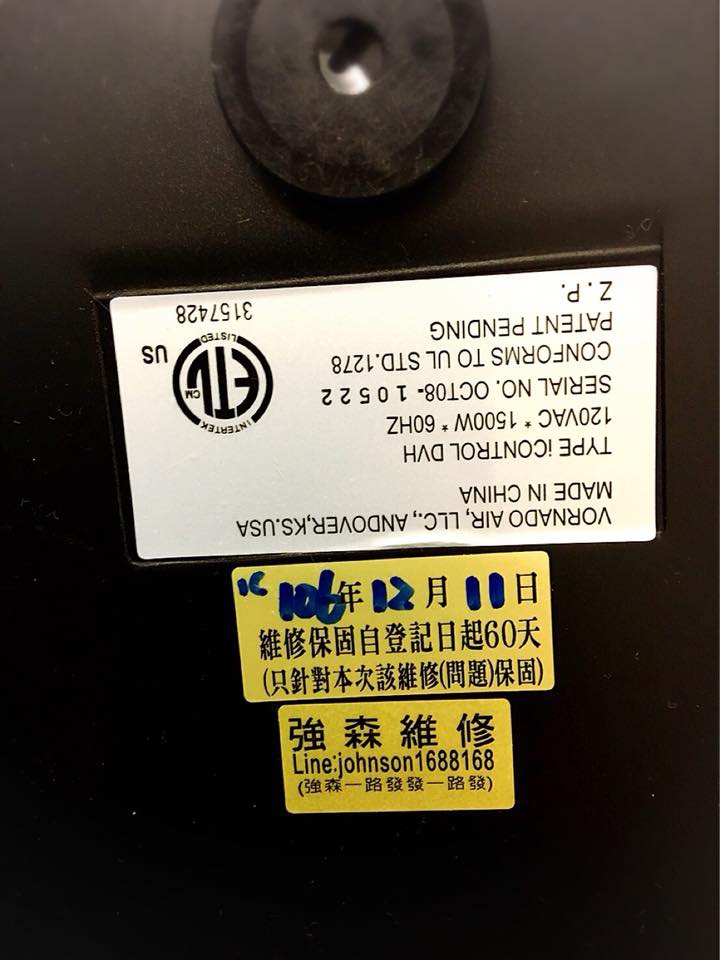 VORNADO AIR, LLC., ANDOVER,KS.USA
MADE IN CHINA
TYPE iCONTROL DVH
120VAC * 1500W * 60HZ
SERIAL NO. OCT08-10522
CONFORMS TO UL STD.1278
PATENT PENDING
Z.P.
INTERTEK
ETL
CM
LISTED
US
3157428
IC 106年12月11日
維修保固自登記日起60天
(只針對本次該維修(問題)保固)
強森維修
Line:johnson1688168
(強森一路發發一路發)